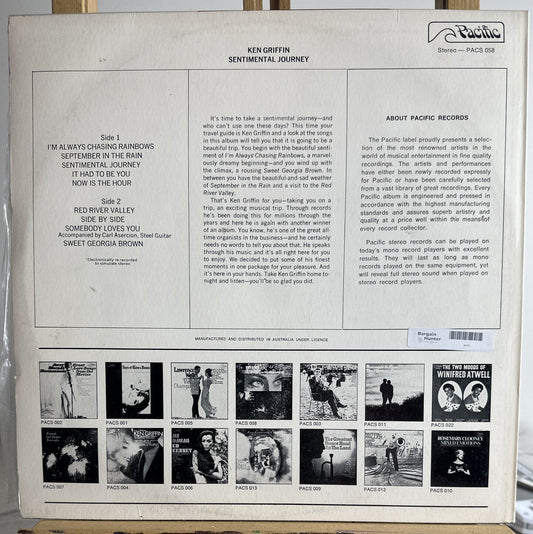 Pacific
Stereo — PACS 058
KEN GRIFFIN
SENTIMENTAL JOURNEY
Side 1
I'M ALWAYS CHASING RAINBOWS
SEPTEMBER IN THE RAIN
SENTIMENTAL JOURNEY
IT HAD TO BE YOU
NOW IS THE HOUR
Side 2
RED RIVER VALLEY
SIDE BY SIDE
SOMEBODY LOVES YOU
Accompanied by Carl Asercion, Steel Guitar
SWEET GEORGIA BROWN
*Electronically re-recorded
to simulate stereo.
It's time to take a sentimental journey—and
who can't use one these days? This time your
travel guide is Ken Griffin and a look at the songs
in this album will tell you that it is going to be a
beautiful trip. You begin with the beautiful senti-
ment of I'm Always Chasing Rainbows, a marvel-
ously dreamy beginning—and you wind up with
the climax, a rousing Sweet Georgia Brown. In
between you have the beautiful and-sad weather
of September in the Rain and a visit to the Red
River Valley.
That's Ken Griffin for you—taking you on a
trip, an exciting musical trip. Through records
he's been doing this for millions through the
years and here he is again with another winner
of an album. You know, he's one of the great all-
time organists in the business—and he certainly
needs no words to tell you about that. He speaks
through his music and it's all right here for you
to enjoy. We decided to put some of his finest
moments in one package for your pleasure. And
it's here in your hands. Take Ken Griffin home to-
night and listen—you'll be so glad you did.
ABOUT PACIFIC RECORDS
The Pacific label proudly presents a selec-
tion of the most renowned artists in the
world of musical entertainment in fine quality
recordings. The artists and performances
have either been newly recorded expressly
for Pacific or have been carefully selected
from a vast library of great recordings. Every
Pacific album is engineered and pressed in
accordance with the highest manufacturing
standards and assures superb artistry and
quality at a price well within the means of
every record collector.
Pacific stereo records can be played on
today's mono record players with excellent
results. They will last as long as mono
records played on the same equipment, yet
will reveal full stereo sound when played on
stereo record players.
MANUFACTURED AND DISTRIBUTED IN AUSTRALIA UNDER LICENCE
Bargain
Hunter
Lawrence
THE TWO MOODS OF
WINIFRED ATWELL
PACS 002 PACS 001 PACS 005 PACS 008 PACS 003 PACS 011 PACS 022
KEN GRIFFIN
The Greatest
Dance Band
In The Land
ROSEMARY CLOONEY
MIXED EMOTIONS
PACS 007 PACS 004 PACS 006 PACS 013 PACS 009 PACS 012 PACS 010